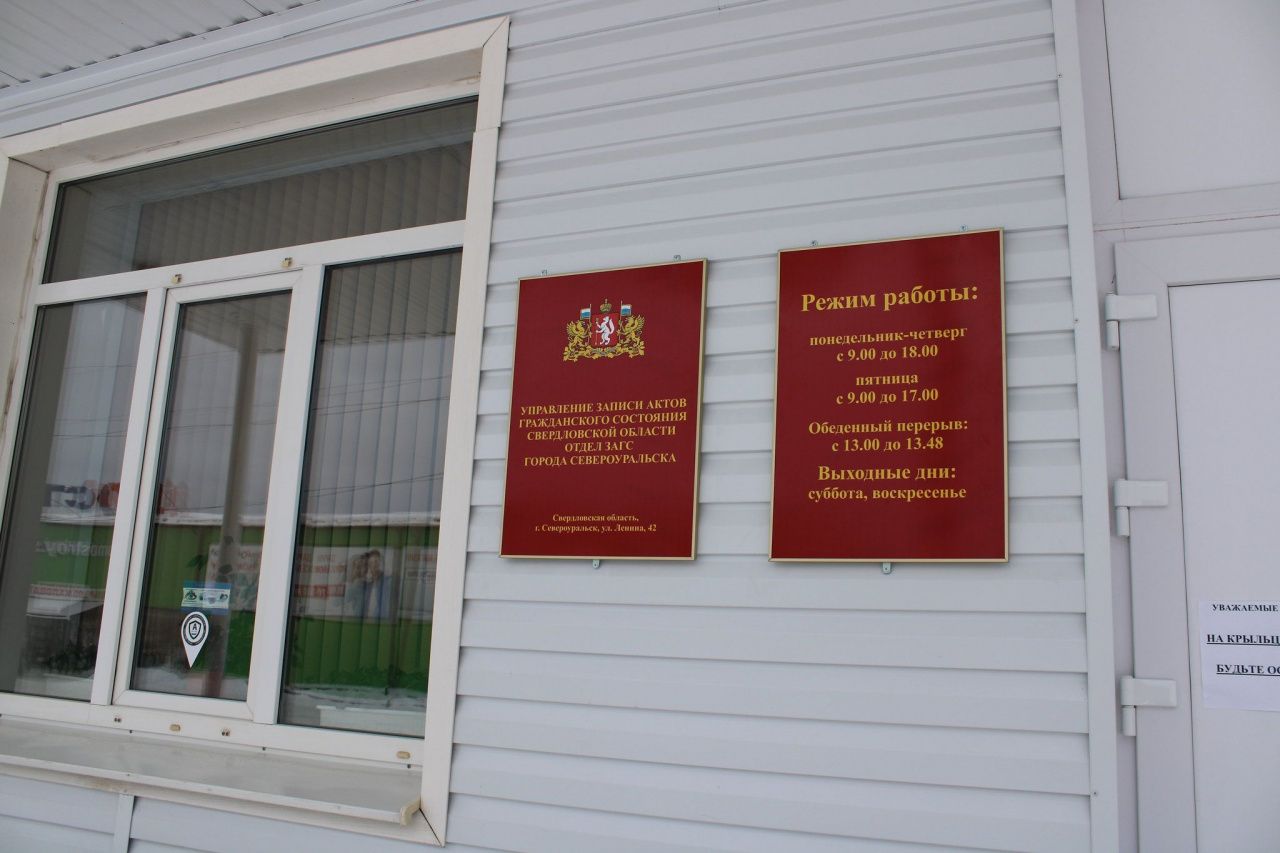 УПРАВЛЕНИЕ ЗАПИСИ АКТОВ
ГРАЖДАНСКОГО СОСТОЯНИЯ
СВЕРДЛОВСКОЙ ОБЛАСТИ
ОТДЕЛ ЗАГС
ГОРОДА СЕВЕРОУРАЛЬСКА
Свердловская область,
г. Североуральск, ул. Ленина, 42
Режим работы:
понедельник-четверг
с 9.00 до 18.00
пятница
с 9.00 до 17.00
Обеденный перерыв:
с 13.00 до 13.48
Выходные дни:
суббота, воскресенье
УВАЖАЕМЫЕ
НА КРЫЛЬЦ
БУДЬТЕ ОС